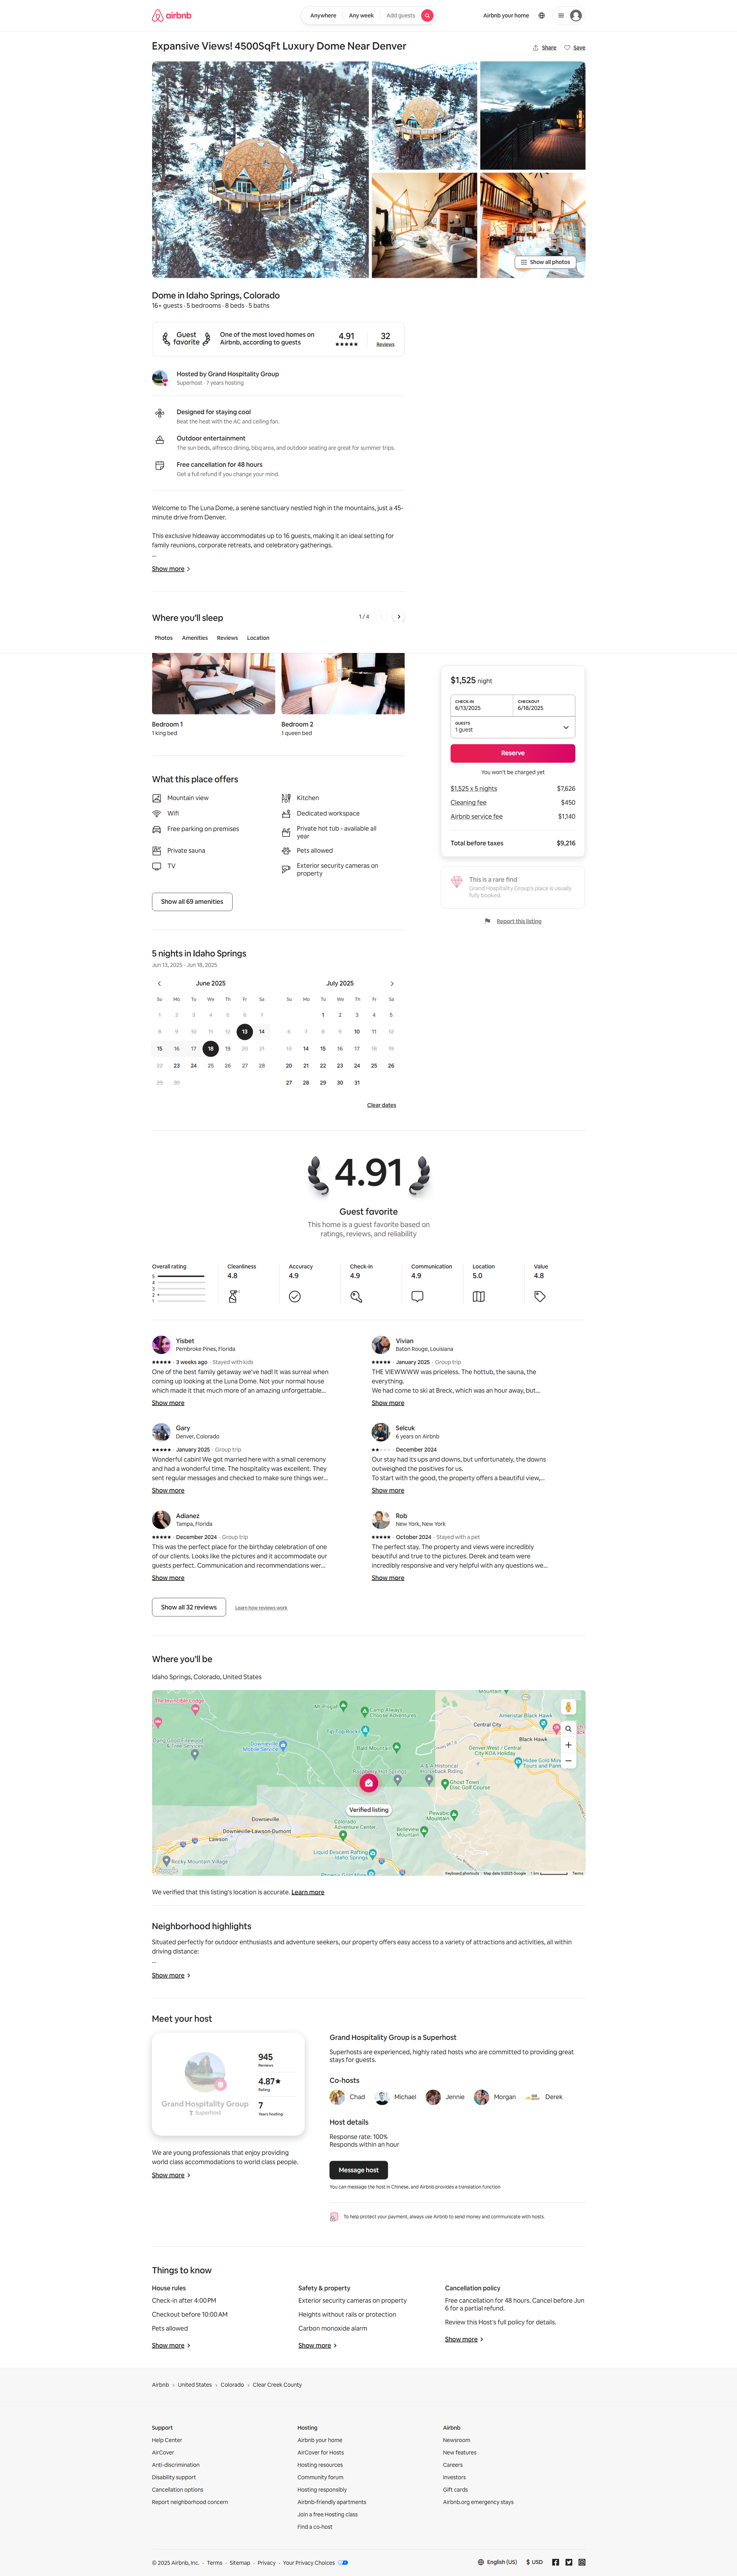 airbnb
Anywhere Any week Add guests
Airbnb your home
Expansive Views! 4500SqFt Luxury Dome Near Denver
Share Save
Show all photos
Dome in Idaho Springs, Colorado
16+ guests · 5 bedrooms · 8 beds · 5 baths
Guest favorite
One of the most loved homes on
Airbnb, according to guests
4.91
32
Reviews
Hosted by Grand Hospitality Group
Superhost · 7 years hosting
Designed for staying cool
Beat the heat with the AC and ceiling fan.
Outdoor entertainment
The sun beds, alfresco dining, bbq area, and outdoor seating are great for summer trips.
Free cancellation for 48 hours
Get a full refund if you change your mind.
Welcome to The Luna Dome, a serene sanctuary nestled high in the mountains, just a 45-
minute drive from Denver.
This exclusive hideaway accommodates up to 16 guests, making it an ideal setting for
family reunions, corporate retreats, and celebratory gatherings.
...
Show more
Where you'll sleep
1 / 4
Photos Amenities Reviews Location
Bedroom 1
1 king bed
Bedroom 2
1 queen bed
$1,525 night
CHECK-IN
6/13/2025
CHECKOUT
6/18/2025
GUESTS
1 guest
Reserve
You won't be charged yet
$1,525 x 5 nights $7,626
Cleaning fee $450
Airbnb service fee $1,140
Total before taxes $9,216
This is a rare find
Grand Hospitality Group's place is usually
fully booked.
Report this listing
What this place offers
Mountain view
Kitchen
Wifi
Dedicated workspace
Free parking on premises
Private hot tub - available all
year
Private sauna
Pets allowed
TV
Exterior security cameras on
property
Show all 69 amenities
5 nights in Idaho Springs
Jun 13, 2025 - Jun 18, 2025
June 2025
Su Mo Tu We Th Fr Sa
1 2 3 4 5 6 7
8 9 10 11 12 13 14
15 16 17 18 19 20 21
22 23 24 25 26 27 28
29 30
July 2025
Su Mo Tu We Th Fr Sa
1 2 3 4 5
6 7 8 9 10 11 12
13 14 15 16 17 18 19
20 21 22 23 24 25 26
27 28 29 30 31
Clear dates
4.91
Guest favorite
This home is a guest favorite based on
ratings, reviews, and reliability
Overall rating
5
4
3
2
1
Cleanliness
4.8
Accuracy
4.9
Check-in
4.9
Communication
4.9
Location
5.0
Value
4.8
Yisbet
Pembroke Pines, Florida
3 weeks ago · Stayed with kids
One of the best family getaway we've had! It was surreal when
coming up looking at the Luna Dome. Not your normal house
which made it that much more of an amazing unforgettable...
Show more
Vivian
Baton Rouge, Louisiana
January 2025 · Group trip
THE VIEWWWW was priceless. The hottub, the sauna, the
everything.
We had come to ski at Breck, which was an hour away, but...
Show more
Gary
Denver, Colorado
January 2025 · Group trip
Wonderful cabin! We got married here with a small ceremony
and had a wonderful time. The hospitality was excellent. They
sent regular messages and checked to make sures things wer...
Show more
Selcuk
6 years on Airbnb
December 2024
Our stay had its ups and downs, but unfortunately, the downs
outweighed the positives for us.
To start with the good, the property offers a beautiful view,...
Show more
Adianez
Tampa, Florida
December 2024 · Group trip
This was the perfect place for the birthday celebration of one
of our clients. Looks like the pictures and it accommodate our
guests perfect. Communication and recommendations wer...
Show more
Rob
New York, New York
October 2024 · Stayed with a pet
The perfect stay. The property and views were incredibly
beautiful and true to the pictures. Derek and team were
incredibly responsive and very helpful with any questions we...
Show more
Show all 32 reviews
Learn how reviews work
Where you'll be
Idaho Springs, Colorado, United States
The Invincible Lodge
Mt Pisgah
Camp Always
Choose Adventures
Mountain
Tip Top Rocks
Central City
Ameristar Black Hawk
Black Hawk
Downieville
Mobile Service
Bald Mountain
Denver West / Central
City KOA Holiday
Hidee Gold Mine
Tours and Pann
A & A Historical
Horseback Riding
Ghost Town
Disc Golf Course
Verified listing
Downieville
Downieville-Lawson-Dumont
Lawson
Colorado
Adventure Center
Pewabic
Mountain
Bellevue
Mountain
Liquid Descent Rafting
Idaho Springs
Rocky Mountain Village
Phoenix Gold Mine
Google
Keyboard shortcuts Map data ©2025 Google 1 km Terms
We verified that this listing's location is accurate. Learn more
Neighborhood highlights
Situated perfectly for outdoor enthusiasts and adventure seekers, our property offers easy access to a variety of attractions and activities, all within
driving distance:
...
Show more
Meet your host
Grand Hospitality Group
Superhost
945
Reviews
4.87
Rating
7
Years hosting
We are young professionals that enjoy providing
world class accommodations to world class people.
Show more
Grand Hospitality Group is a Superhost
Superhosts are experienced, highly rated hosts who are committed to providing great
stays for guests.
Co-hosts
Chad Michael Jennie Morgan Derek
Host details
Response rate: 100%
Responds within an hour
Message host
You can message the host in Chinese, and Airbnb provides a translation function
To help protect your payment, always use Airbnb to send money and communicate with hosts.
Things to know
House rules
Check-in after 4:00 PM
Checkout before 10:00 AM
Pets allowed
Show more
Safety & property
Exterior security cameras on property
Heights without rails or protection
Carbon monoxide alarm
Show more
Cancellation policy
Free cancellation for 48 hours. Cancel before Jun
6 for a partial refund.
Review this Host's full policy for details.
Show more
Airbnb › United States › Colorado › Clear Creek County
Support
Help Center
AirCover
Anti-discrimination
Disability support
Cancellation options
Report neighborhood concern
Hosting
Airbnb your home
AirCover for Hosts
Hosting resources
Community forum
Hosting responsibly
Airbnb-friendly apartments
Join a free Hosting class
Find a co-host
Airbnb
Newsroom
New features
Careers
Investors
Gift cards
Airbnb.org emergency stays
© 2025 Airbnb, Inc. · Terms · Sitemap · Privacy · Your Privacy Choices
English (US) $ USD